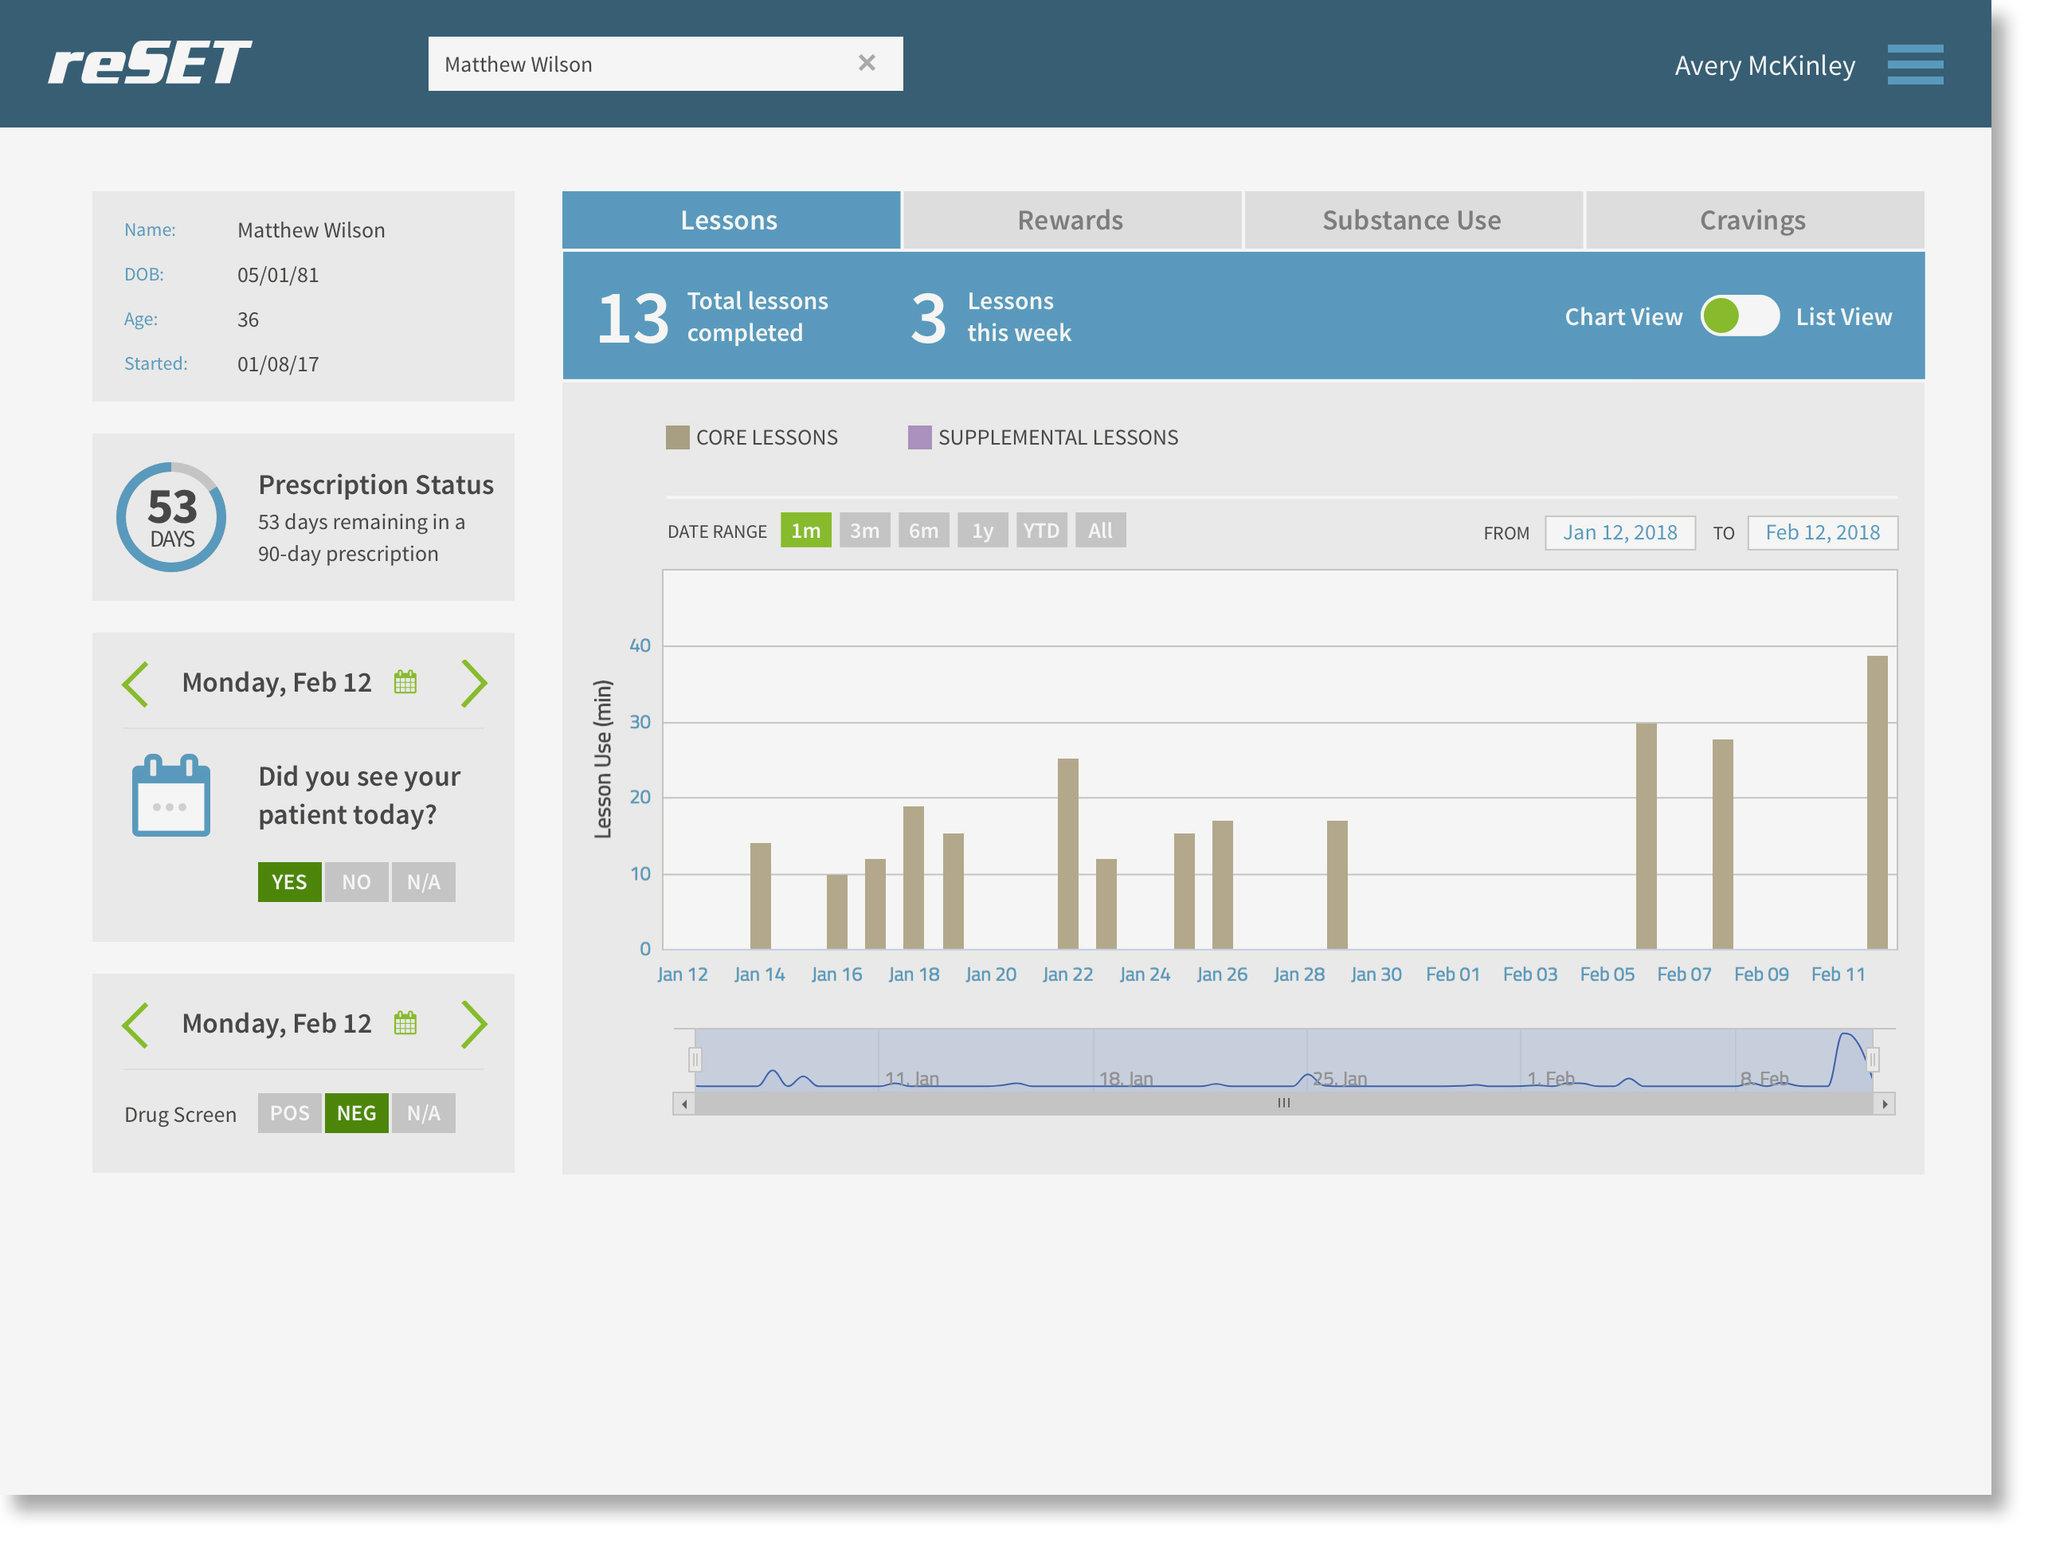 reSET
Matthew Wilson
Avery McKinley
Name: Matthew Wilson
DOB: 05/01/81
Age: 36
Started: 01/08/17
53
DAYS
Prescription Status
53 days remaining in a
90-day prescription
Monday, Feb 12
Did you see your
patient today?
YES NO N/A
Monday, Feb 12
Drug Screen POS NEG N/A
Lessons Rewards Substance Use Cravings
13 Total lessons
completed
3 Lessons
this week
Chart View List View
CORE LESSONS SUPPLEMENTAL LESSONS
DATE RANGE 1m 3m 6m 1y YTD All
FROM Jan 12, 2018 TO Feb 12, 2018
Lesson Use (min)
40
30
20
10
0
Jan 12 Jan 14 Jan 16 Jan 18 Jan 20 Jan 22 Jan 24 Jan 26 Jan 28 Jan 30 Feb 01 Feb 03 Feb 05 Feb 07 Feb 09 Feb 11
11. Jan 18. Jan 25. Jan 1. Feb 8. Feb